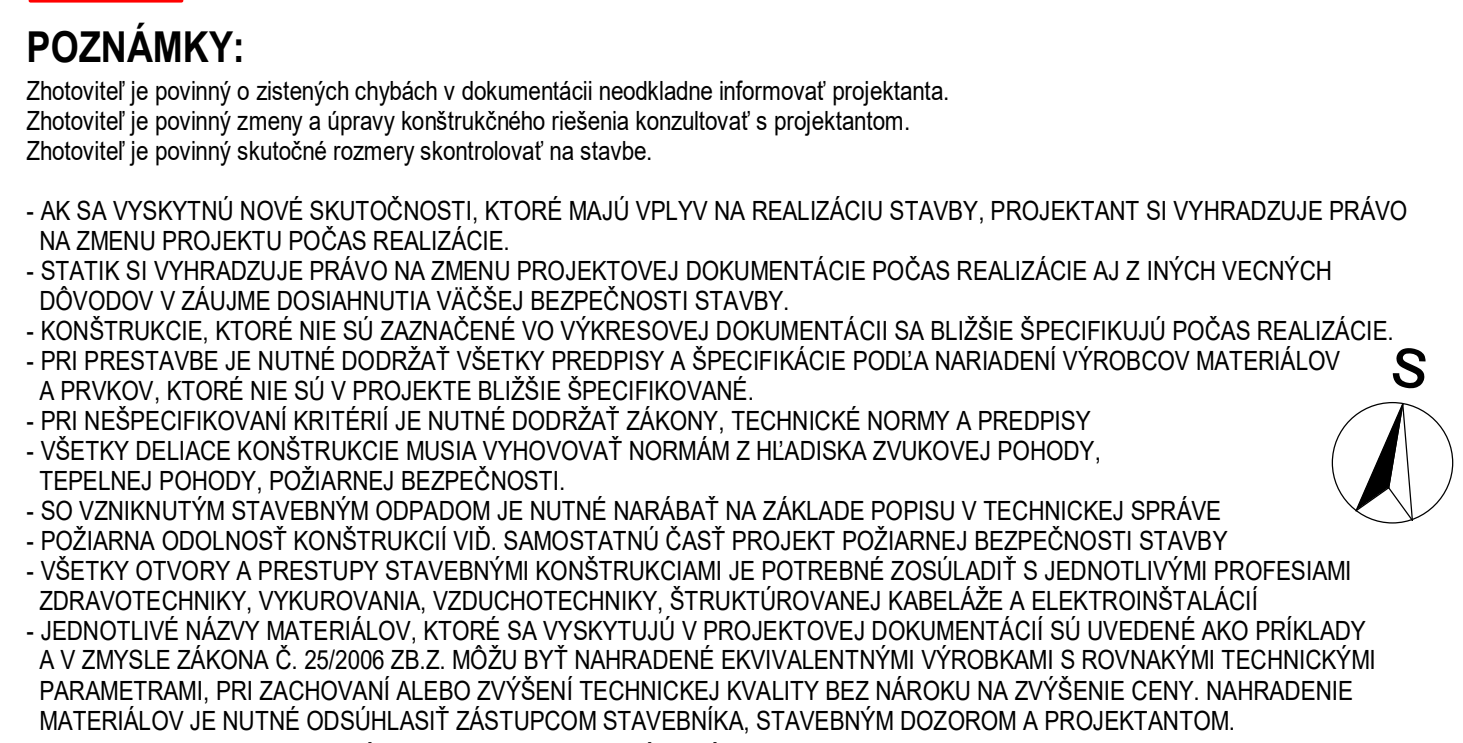 POZNÁMKY:
Zhotoviteľ je povinný o zistených chybách v dokumentácii neodkladne informovať projektanta.
Zhotoviteľ je povinný zmeny a úpravy konštrukčného riešenia konzultovať s projektantom.
Zhotoviteľ je povinný skutočné rozmery skontrolovať na stavbe.
- AK SA VYSKYTNÚ NOVÉ SKUTOČNOSTI, KTORÉ MAJÚ VPLYV NA REALIZÁCIU STAVBY, PROJEKTANT SI VYHRADZUJE PRÁVO
NA ZMENU PROJEKTU POČAS REALIZÁCIE.
- STATIK SI VYHRADZUJE PRÁVO NA ZMENU PROJEKTOVEJ DOKUMENTÁCIE POČAS REALIZÁCIE AJ Z INÝCH VECNÝCH
DÔVODOV V ZÁUJME DOSIAHNUTIA VÄČŠEJ BEZPEČNOSTI STAVBY.
- KONŠTRUKCIE, KTORÉ NIE SÚ ZAZNAČENÉ VO VÝKRESOVEJ DOKUMENTÁCII SA BLIŽŠIE ŠPECIFIKUJÚ POČAS REALIZÁCIE.
- PRI PRESTAVBE JE NUTNÉ DODRŽAŤ VŠETKY PREDPISY A ŠPECIFIKÁCIE PODĽA NARIADENÍ VÝROBCOV MATERIÁLOV
A PRVKOV, KTORÉ NIE SÚ V PROJEKTE BLIŽŠIE ŠPECIFIKOVANÉ.
S
- PRI NEŠPECIFIKOVANÍ KRITÉRIÍ JE NUTNÉ DODRŽAŤ ZÁKONY, TECHNICKÉ NORMY A PREDPISY
- VŠETKY DELIACE KONŠTRUKCIE MUSIA VYHOVOVAŤ NORMÁM Z HĽADISKA ZVUKOVEJ POHODY,
TEPELNEJ POHODY, POŽIARNEJ BEZPEČNOSTI.
- SO VZNIKNUTÝM STAVEBNÝM ODPADOM JE NUTNÉ NARÁBAŤ NA ZÁKLADE POPISU V TECHNICKEJ SPRÁVE
- POŽIARNA ODOLNOSŤ KONŠTRUKCIÍ VIĎ. SAMOSTATNÚ ČASŤ PROJEKT POŽIARNEJ BEZPEČNOSTI STAVBY
- VŠETKY OTVORY A PRESTUPY STAVEBNÝMI KONŠTRUKCIAMI JE POTREBNÉ ZOSÚLADIŤ S JEDNOTLIVÝMI PROFESIAMI
ZDRAVOTECHNIKY, VYKUROVANIA, VZDUCHOTECHNIKY, ŠTRUKTÚROVANEJ KABELÁŽE A ELEKTROINŠTALÁCIÍ
- JEDNOTLIVÉ NÁZVY MATERIÁLOV, KTORÉ SA VYSKYTUJÚ V PROJEKTOVEJ DOKUMENTÁCIÍ SÚ UVEDENÉ AKO PRÍKLADY
A V ZMYSLE ZÁKONA Č. 25/2006 ZB.Z. MÔŽU BYŤ NAHRADENÉ EKVIVALENTNÝMI VÝROBKAMI S ROVNAKÝMI TECHNICKÝMI
PARAMETRAMI, PRI ZACHOVANÍ ALEBO ZVÝŠENÍ TECHNICKEJ KVALITY BEZ NÁROKU NA ZVÝŠENIE CENY. NAHRADENIE
MATERIÁLOV JE NUTNÉ ODSÚHLASIŤ ZÁSTUPCOM STAVEBNÍKA, STAVEBNÝM DOZOROM A PROJEKTANTOM.